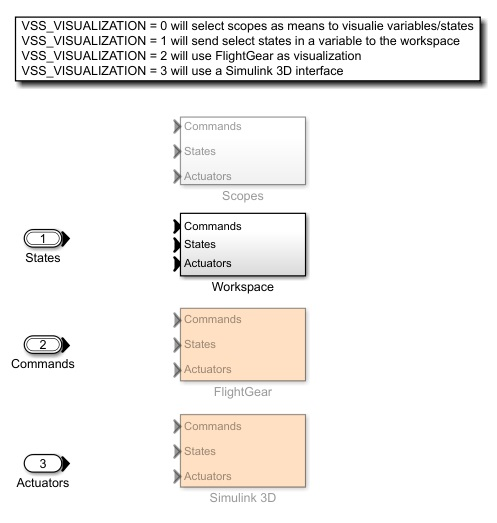 VSS_VISUALIZATION = 0 will select scopes as means to visualie variables/states
VSS_VISUALIZATION = 1 will send select states in a variable to the workspace
VSS_VISUALIZATION = 2 will use FlightGear as visualization
VSS_VISUALIZATION = 3 will use a Simulink 3D interface
Commands
States
Actuators
Scopes
1
States
Commands
States
Actuators
Workspace
2
Commands
Commands
States
Actuators
FlightGear
3
Actuators
Commands
States
Actuators
Simulink 3D